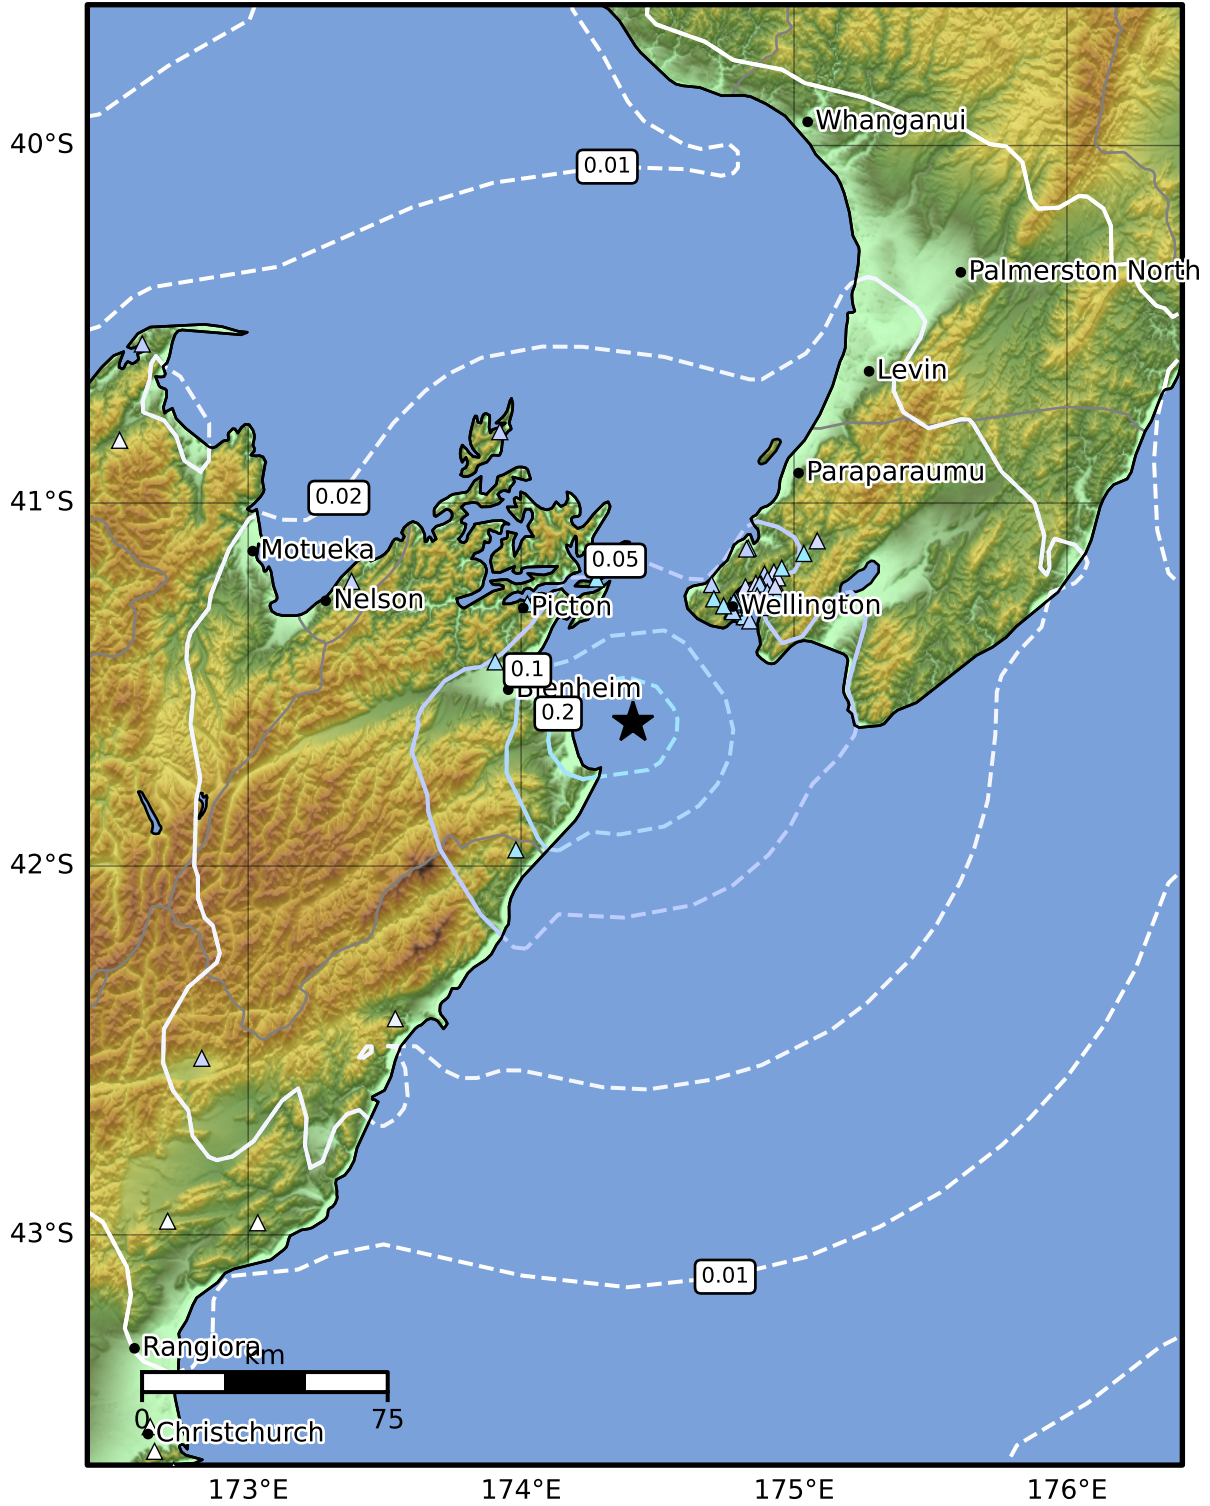 Whanganui
40°S
0.01
Palmerston North
Levin
Paraparaumu
0.02
41°S
Motueka
0.05
Nelson
Picton
Wellington
0.1
Blenheim
0.2
42°S
43°S
0.01
Rangiora
km
0
75
Christchurch
173°E
174°E
175°E
176°E